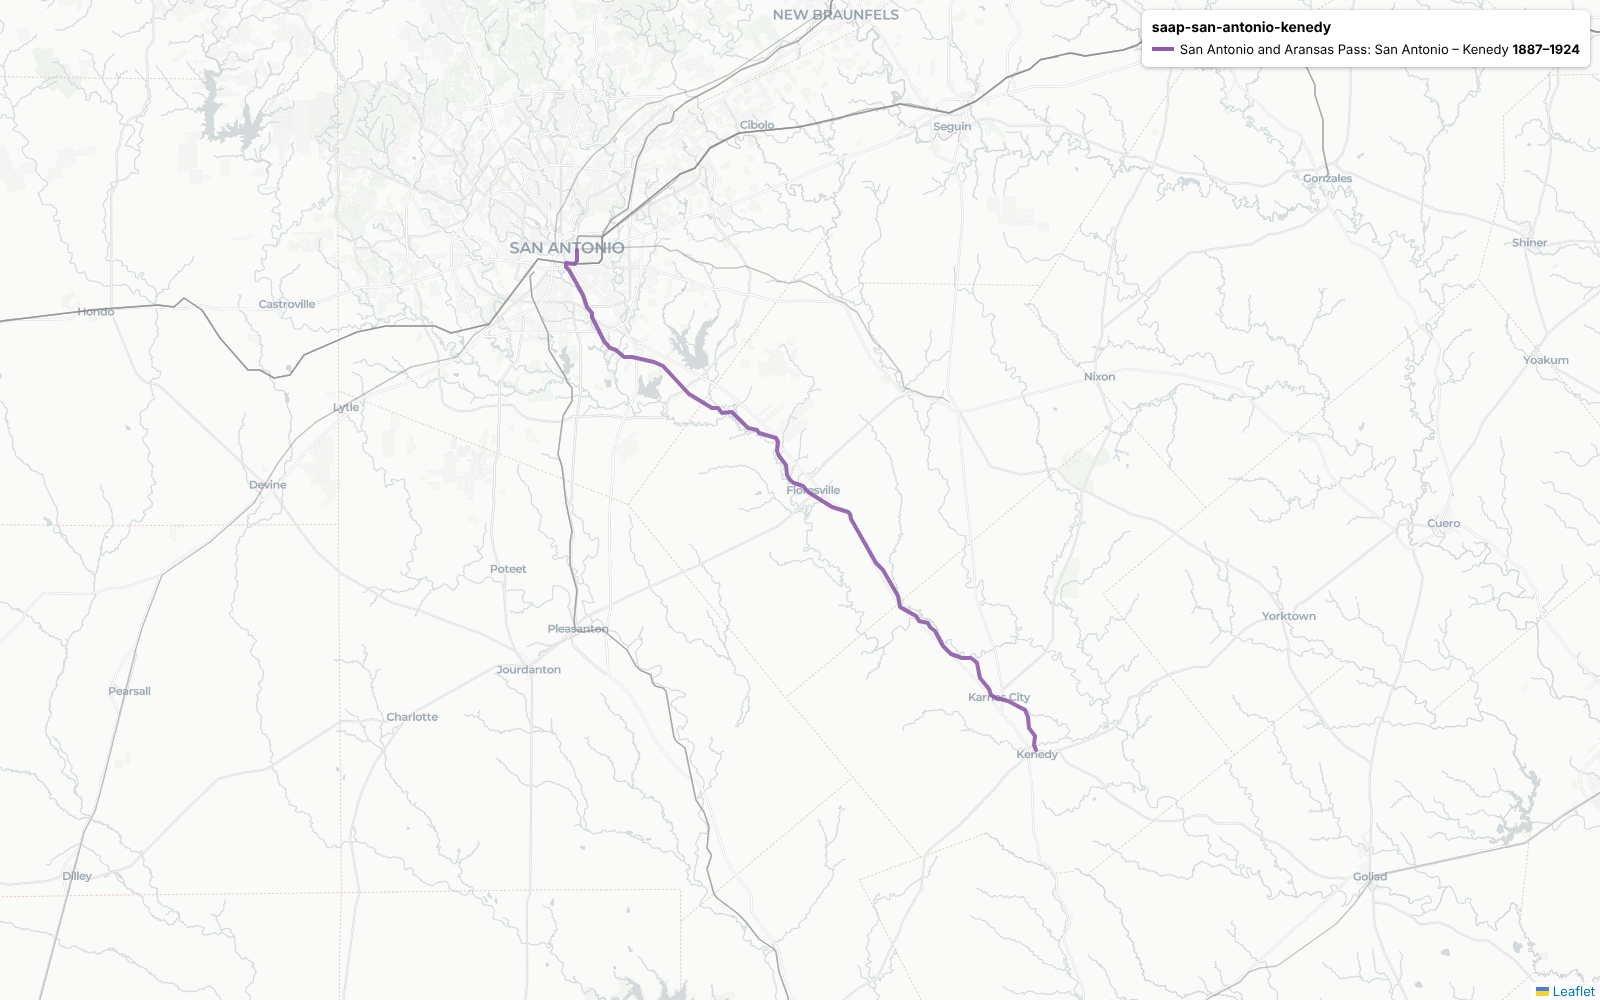 NEW BRAUNFELS
saap-san-antonio-kenedy
San Antonio and Aransas Pass: San Antonio – Kenedy 1887–1924
Cibolo
Seguin
Gonzales
SAN ANTONIO
Shiner
Castroville
Hondo
Yoakum
Nixon
Lytle
Devine
Floresville
Cuero
Poteet
Yorktown
Pleasanton
Jourdanton
Pearsall
Karnes City
Charlotte
Kenedy
Dilley
Goliad
Leaflet